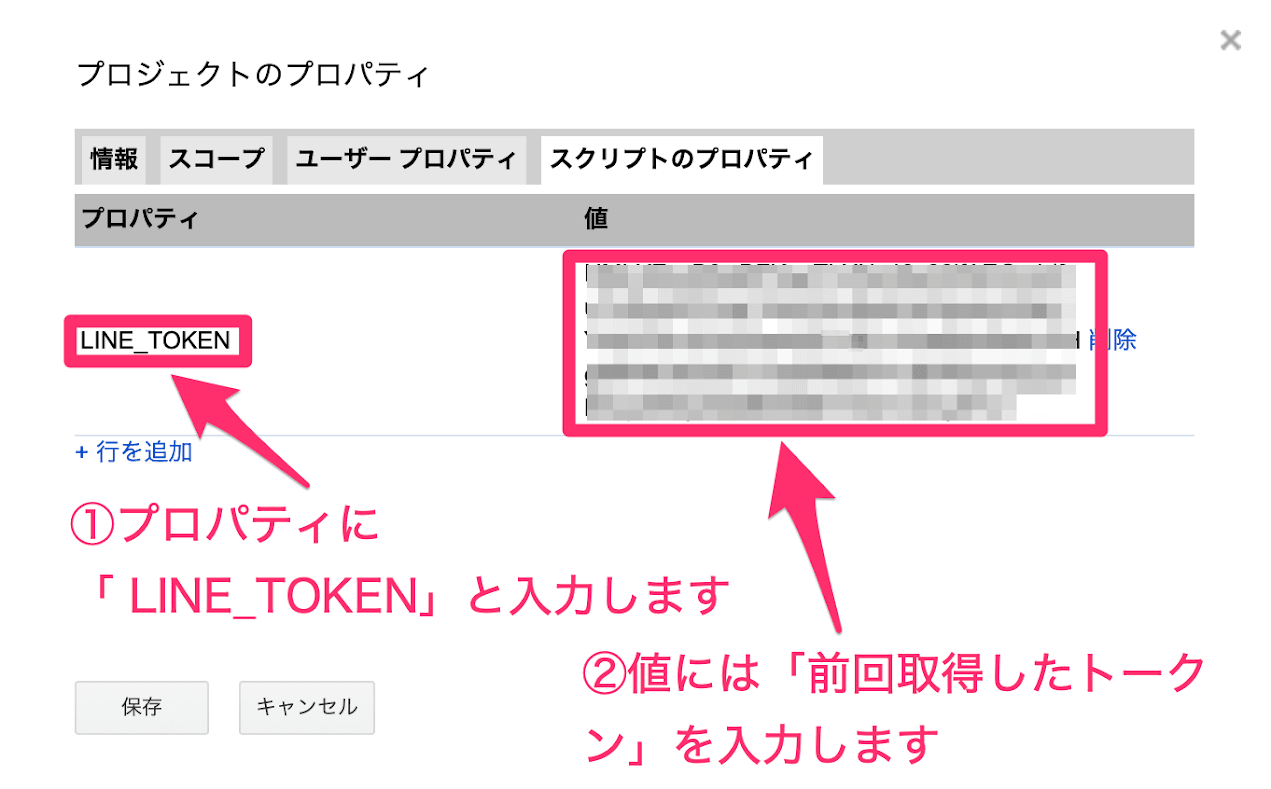 プロジェクトのプロパティ
情報 スコープ ユーザー プロパティ スクリプトのプロパティ
プロパティ 値
LINE_TOKEN 削除
+ 行を追加
①プロパティに
「 LINE_TOKEN」と入力します
②値には「前回取得したトーク
ン」を入力します
保存 キャンセル